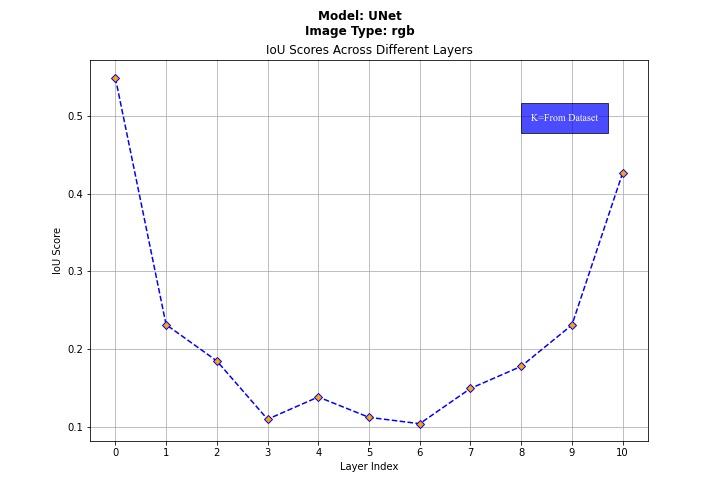 Model: UNet
Image Type: rgb
IoU Scores Across Different Layers
K=From Dataset
0.5
0.4
0.3
0.2
0.1
IoU Score
0 1 2 3 4 5 6 7 8 9 10
Layer Index